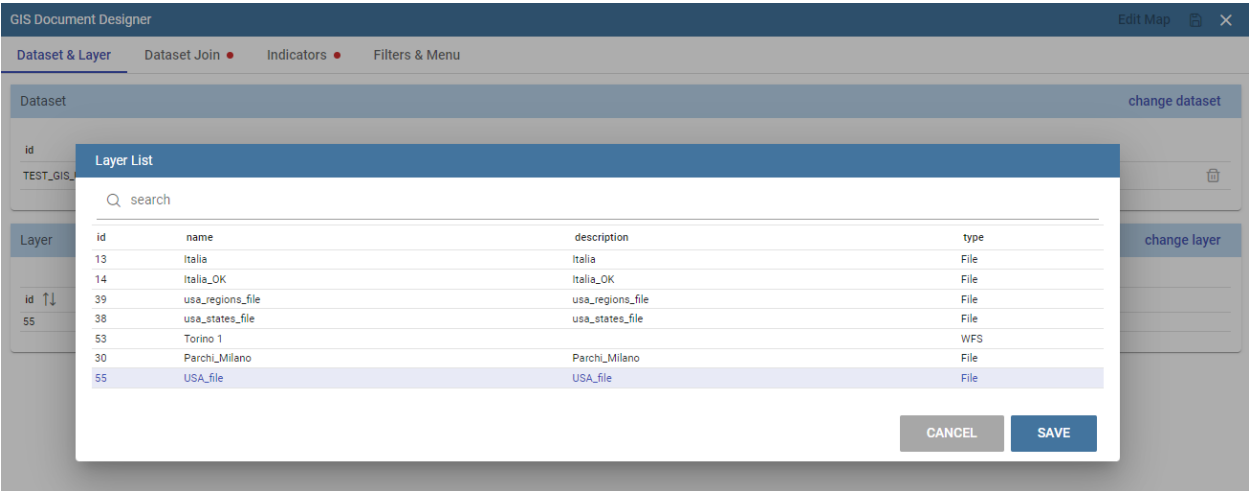 GIS Document Designer Edit Map
Dataset & Layer Dataset Join Indicators Filters & Menu
Dataset change dataset
id
TEST_GIS_
Layer List
search
id name description type
13 Italia Italia File
14 Italia_OK Italia_OK File
39 usa_regions_file usa_regions_file File
38 usa_states_file usa_states_file File
53 Torino 1 WFS
30 Parchi_Milano Parchi_Milano File
55 USA_file USA_file File
CANCEL SAVE
Layer change layer
id
55